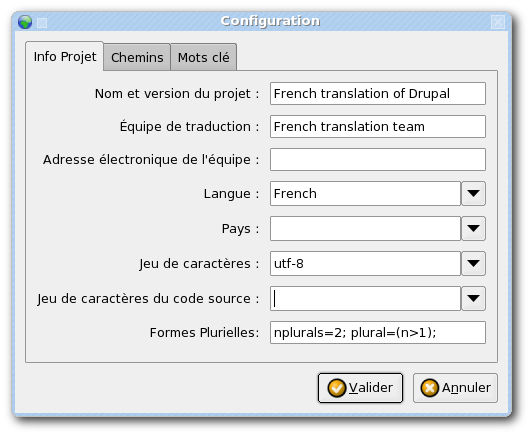 Configuration
Info Projet Chemins Mots clé
Nom et version du projet : French translation of Drupal
Équipe de traduction : French translation team
Adresse électronique de l'équipe :
Langue : French
Pays :
Jeu de caractères : utf-8
Jeu de caractères du code source :
Formes Plurielles: nplurals=2; plural=(n>1);
Valider Annuler